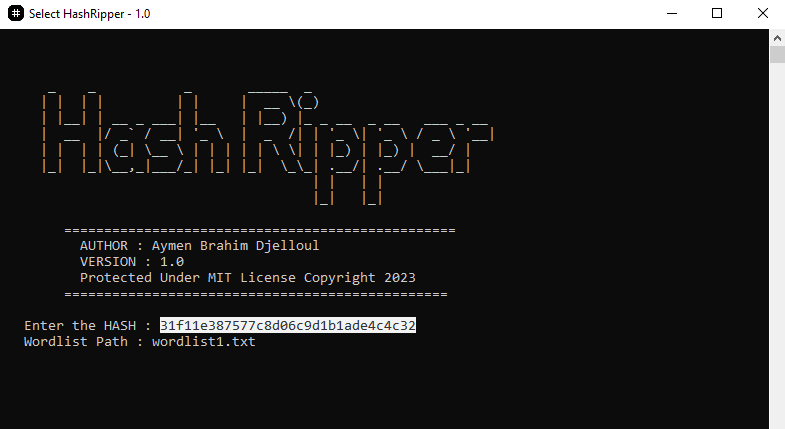 Select HashRipper - 1.0
HashRipper
===============================================
AUTHOR : Aymen Brahim Djelloul
VERSION : 1.0
Protected Under MIT License Copyright 2023
==============================================
Enter the HASH : 31f11e387577c8d06c9d1b1ade4c4c32
Wordlist Path : wordlist1.txt